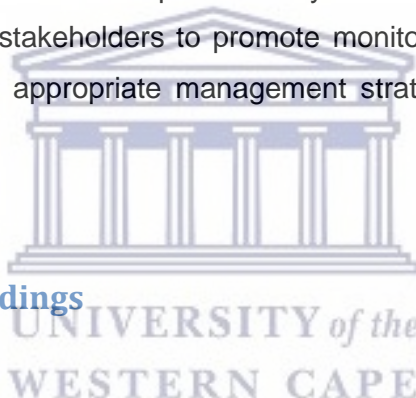 stakeholders to promote monito
appropriate management strat
dings
UNIVERSITY of the
WESTERN CAPE